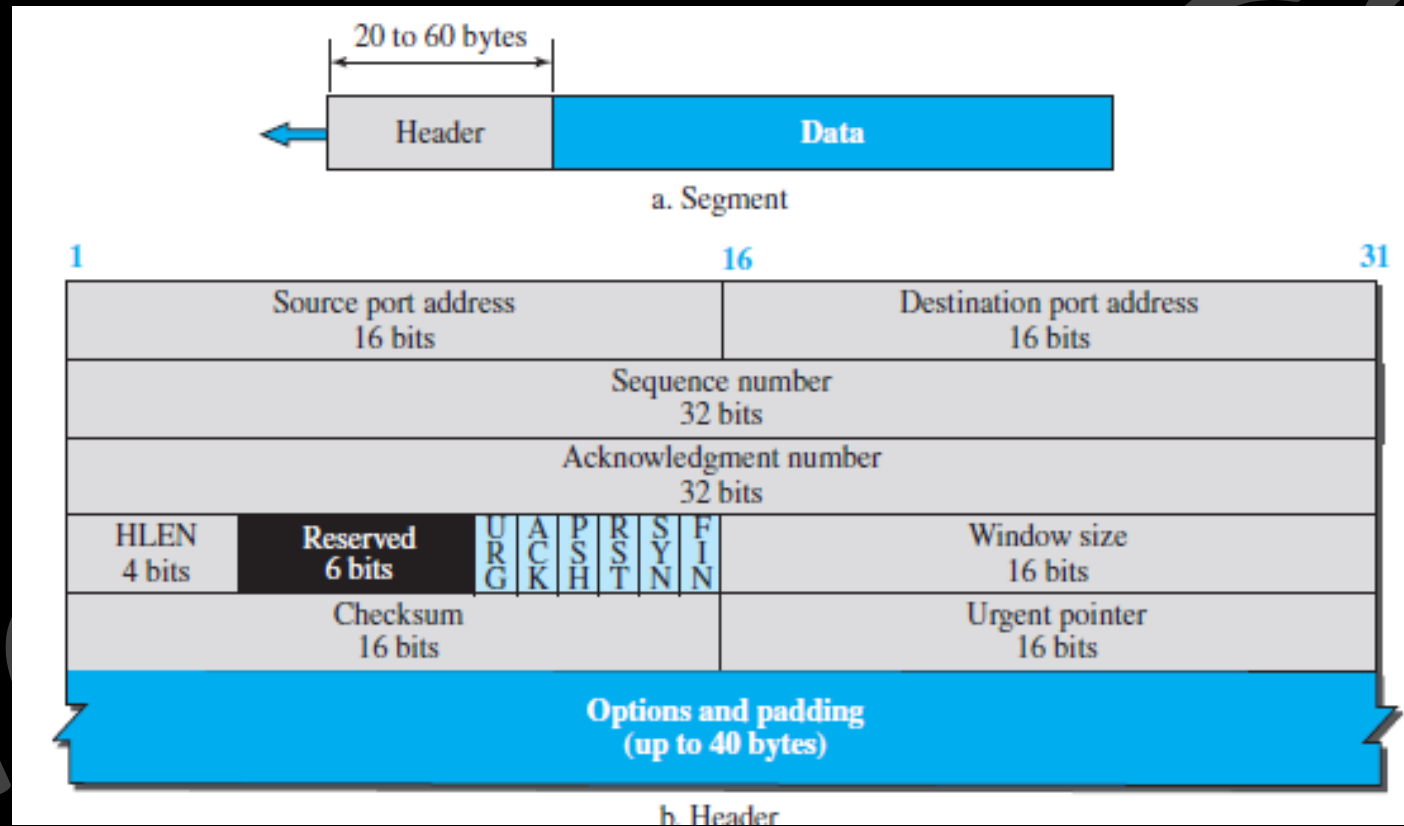 20 to 60 bytes
Header
Data
a. Segment
1
16
31
Source port address
16 bits
Destination port address
16 bits
Sequence number
32 bits
Acknowledgment number
32 bits
HLEN
4 bits
Reserved
6 bits
URG
ACK
PSH
RST
SYN
FIN
Window size
16 bits
Checksum
16 bits
Urgent pointer
16 bits
Options and padding
(up to 40 bytes)
b. Header